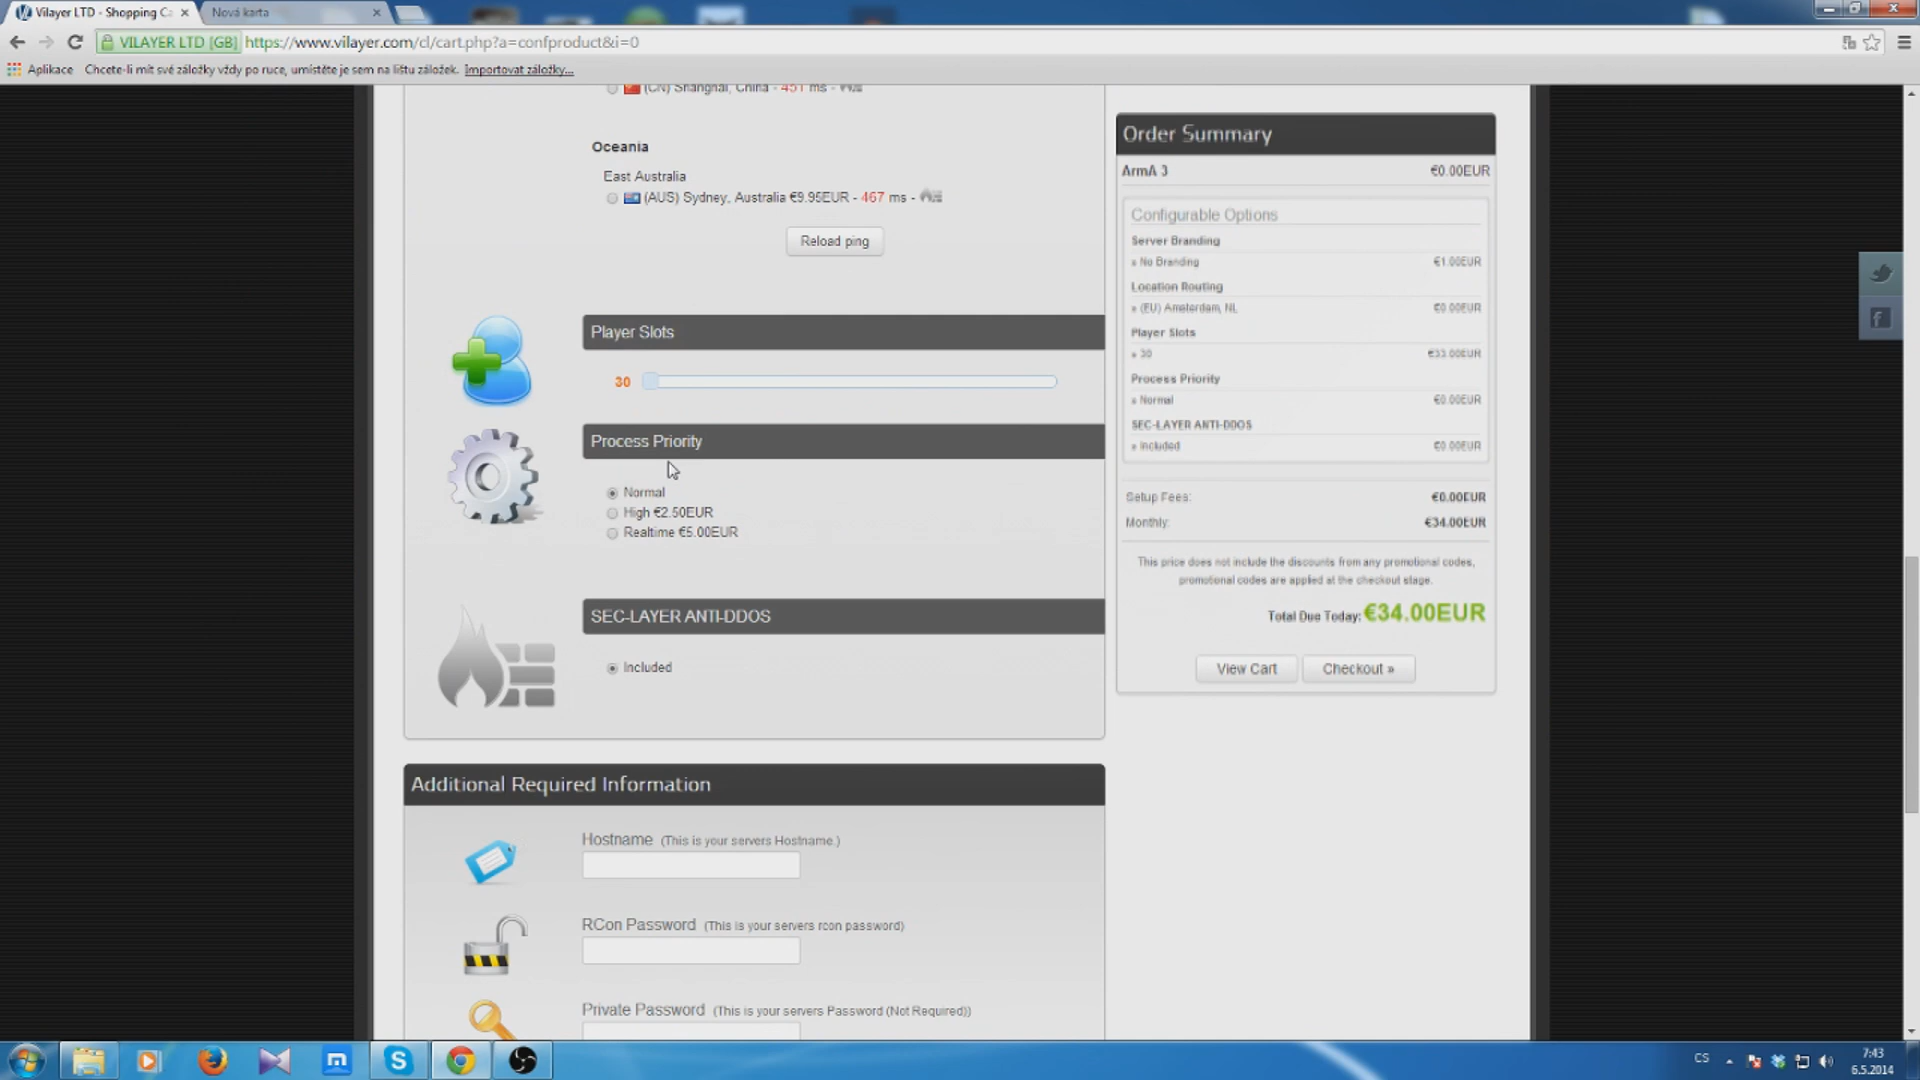 Vilayer LTD - Shopping Ca
Nová karta
VILAYER LTD [GB] https://www.vilayer.com/cl/cart.php?a=confproduct&i=0
Aplikace Chcete-li mít své záložky vždy po ruce, umístěte je sem na lištu záložek. Importovat záložky...
(CN) Shanghai, China - 451 ms -
Oceania
East Australia
(AUS) Sydney, Australia €9.95EUR - 467 ms -
Reload ping
Player Slots
30
Process Priority
Normal
High €2.50EUR
Realtime €5.00EUR
SEC-LAYER ANTI-DDOS
Included
Additional Required Information
Hostname (This is your servers Hostname.)
RCon Password (This is your servers rcon password)
Private Password (This is your servers Password (Not Required))
Order Summary
ArmA 3 €0.00EUR
Configurable Options
Server Branding
» No Branding €1.00EUR
Location Routing
» (EU) Amsterdam, NL €0.00EUR
Player Slots
» 30 €33.00EUR
Process Priority
» Normal €0.00EUR
SEC-LAYER ANTI-DDOS
» Included €0.00EUR
Setup Fees: €0.00EUR
Monthly: €34.00EUR
This price does not include the discounts from any promotional codes,
promotional codes are applied at the checkout stage.
Total Due Today: €34.00EUR
View Cart
Checkout »
CS
7:43
6.5.2014